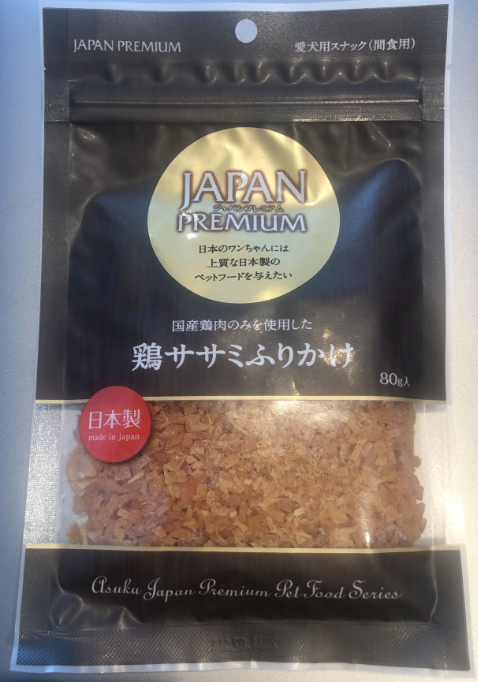 JAPAN PREMIUM
愛犬用スナック(間食用)
JAPAN
ジャパンプレミアム
PREMIUM
日本のワンちゃんには
上質な日本製の
ペットフードを与えたい
国産鶏肉のみを使用した
鶏ササミふりかけ
80g入
日本製
made in japan
Asuku Japan Premium Pet Food Series